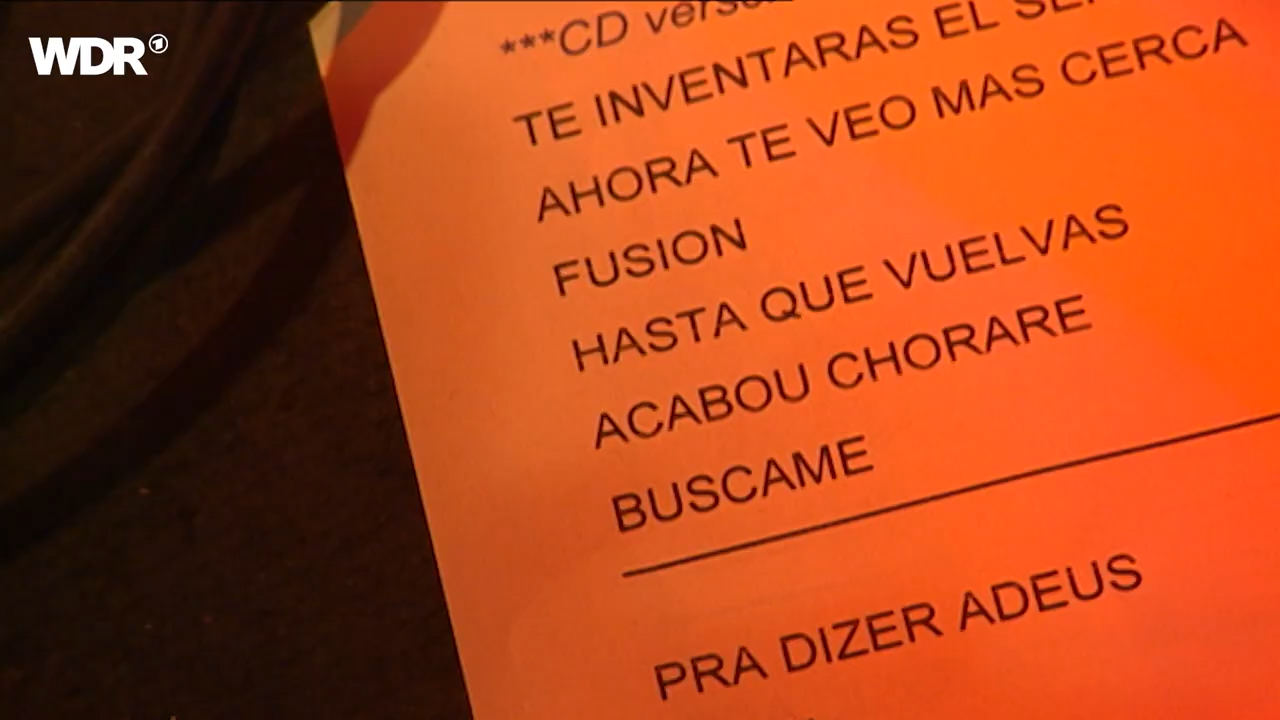 WDR
***CD
TE INVENTARAS EL
AHORA TE VEO MAS CERCA
FUSION
HASTA QUE VUELVAS
ACABOU CHORARE
BUSCAME
PRA DIZER ADEUS